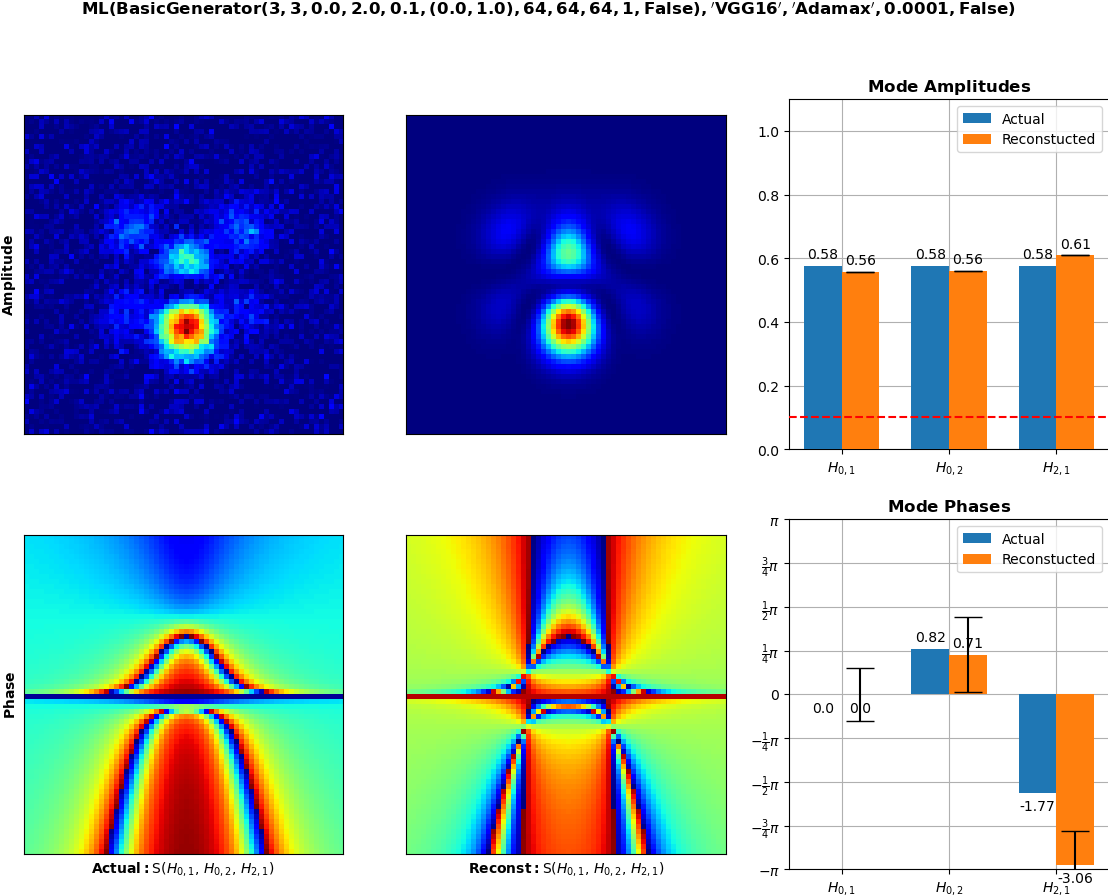 ML(BasicGenerator(3, 3, 0.0, 2.0, 0.1, (0.0, 1.0), 64, 64, 64, 1, False), ′VGG16′, ′Adamax′, 0.0001, False)
Amplitude
Mode Amplitudes
Actual
Reconstucted
1.0
0.8
0.6
0.4
0.2
0.0
0.58
0.56
0.58
0.56
0.58
0.61
H0,1
H0,2
H2,1
Phase
Actual: S(H0,1, H0,2, H2,1)
Reconst: S(H0,1, H0,2, H2,1)
Mode Phases
Actual
Reconstucted
π
3/4π
1/2π
1/4π
0
−1/4π
−1/2π
−3/4π
−π
0.0
0.0
0.82
0.71
-1.77
-3.06
H0,1
H0,2
H2,1